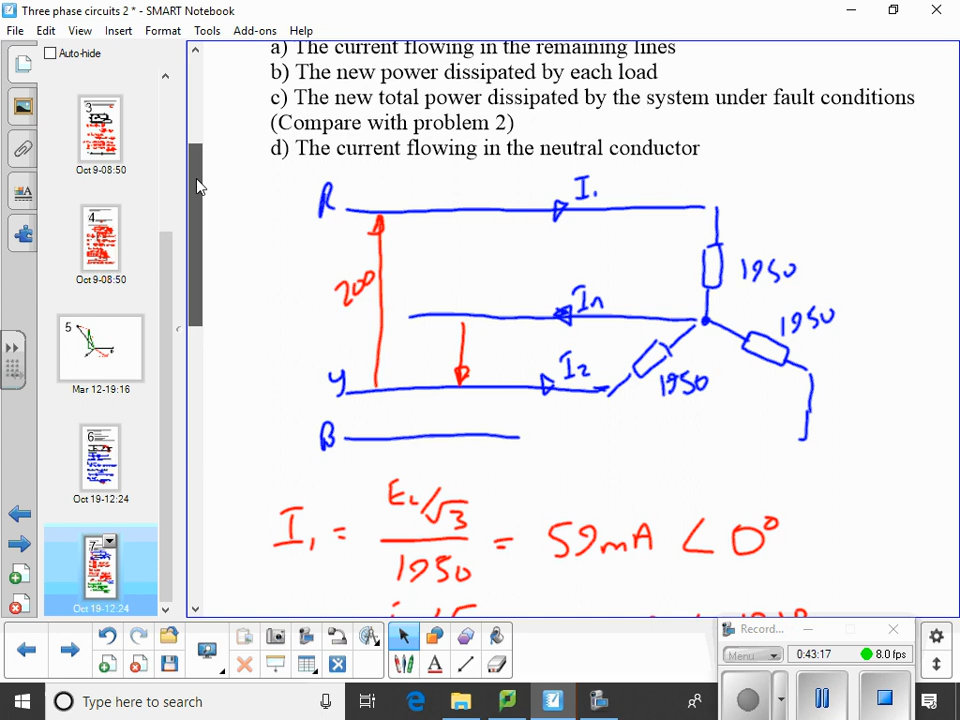 Three phase circuits 2 * - SMART Notebook
File Edit View Insert Format Tools Add-ons Help
Auto-hide
3
Oct 9-08:50
4
Oct 9-08:50
5
Mar 12-19:16
6
Oct 19-12:24
7
Oct 19-12:24
a) The current flowing in the remaining lines
b) The new power dissipated by each load
c) The new total power dissipated by the system under fault conditions
(Compare with problem 2)
d) The current flowing in the neutral conductor
R
I1
200
1950
In
1950
Y
I2
1950
B
I1 = EL/√3 / 1950 = 59mA < 0°
Record...
Menu
0:43:17
8.0 fps
Type here to search